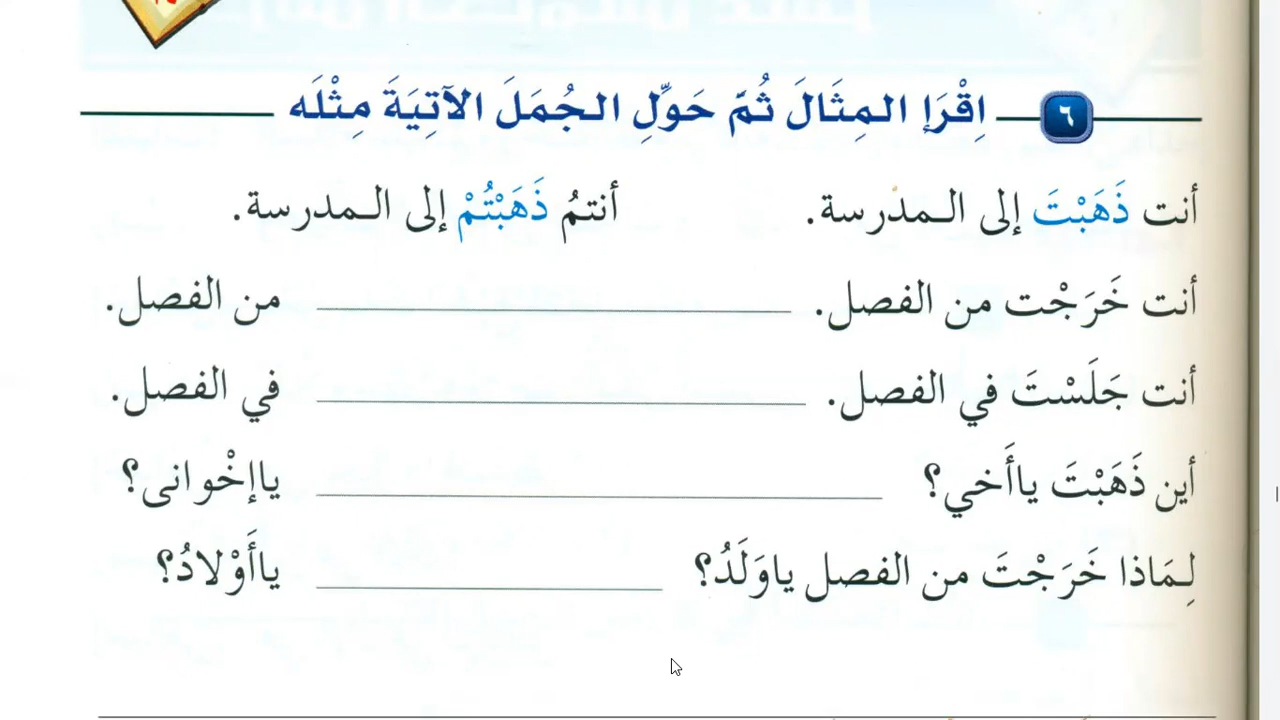 ٦ اِقْرَإِ المِثَالَ ثُمَّ حَوِّلِ الجُمَلَ الآتِيَةَ مِثْلَه
أنت ذَهَبْتَ إلى المدرسة. أنتمُ ذَهَبْتُمْ إلى المدرسة.
أنت خَرَجْت من الفصل. من الفصل.
أنت جَلَسْتَ في الفصل. في الفصل.
أين ذَهَبْتَ ياأَخي؟ ياإخْوانى؟
لِمَاذا خَرَجْتَ من الفصل ياوَلَدُ؟ ياأَوْلادُ؟